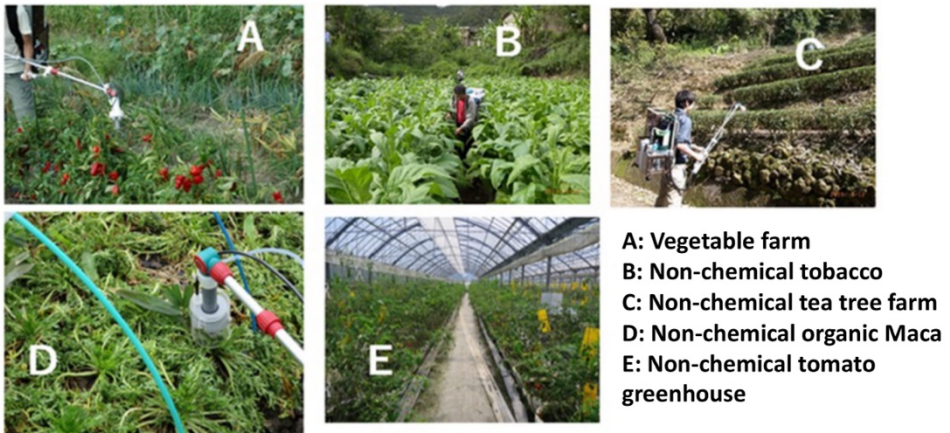 A
B
C
D
E
A: Vegetable farm
B: Non-chemical tobacco
C: Non-chemical tea tree farm
D: Non-chemical organic Maca
E: Non-chemical tomato
greenhouse